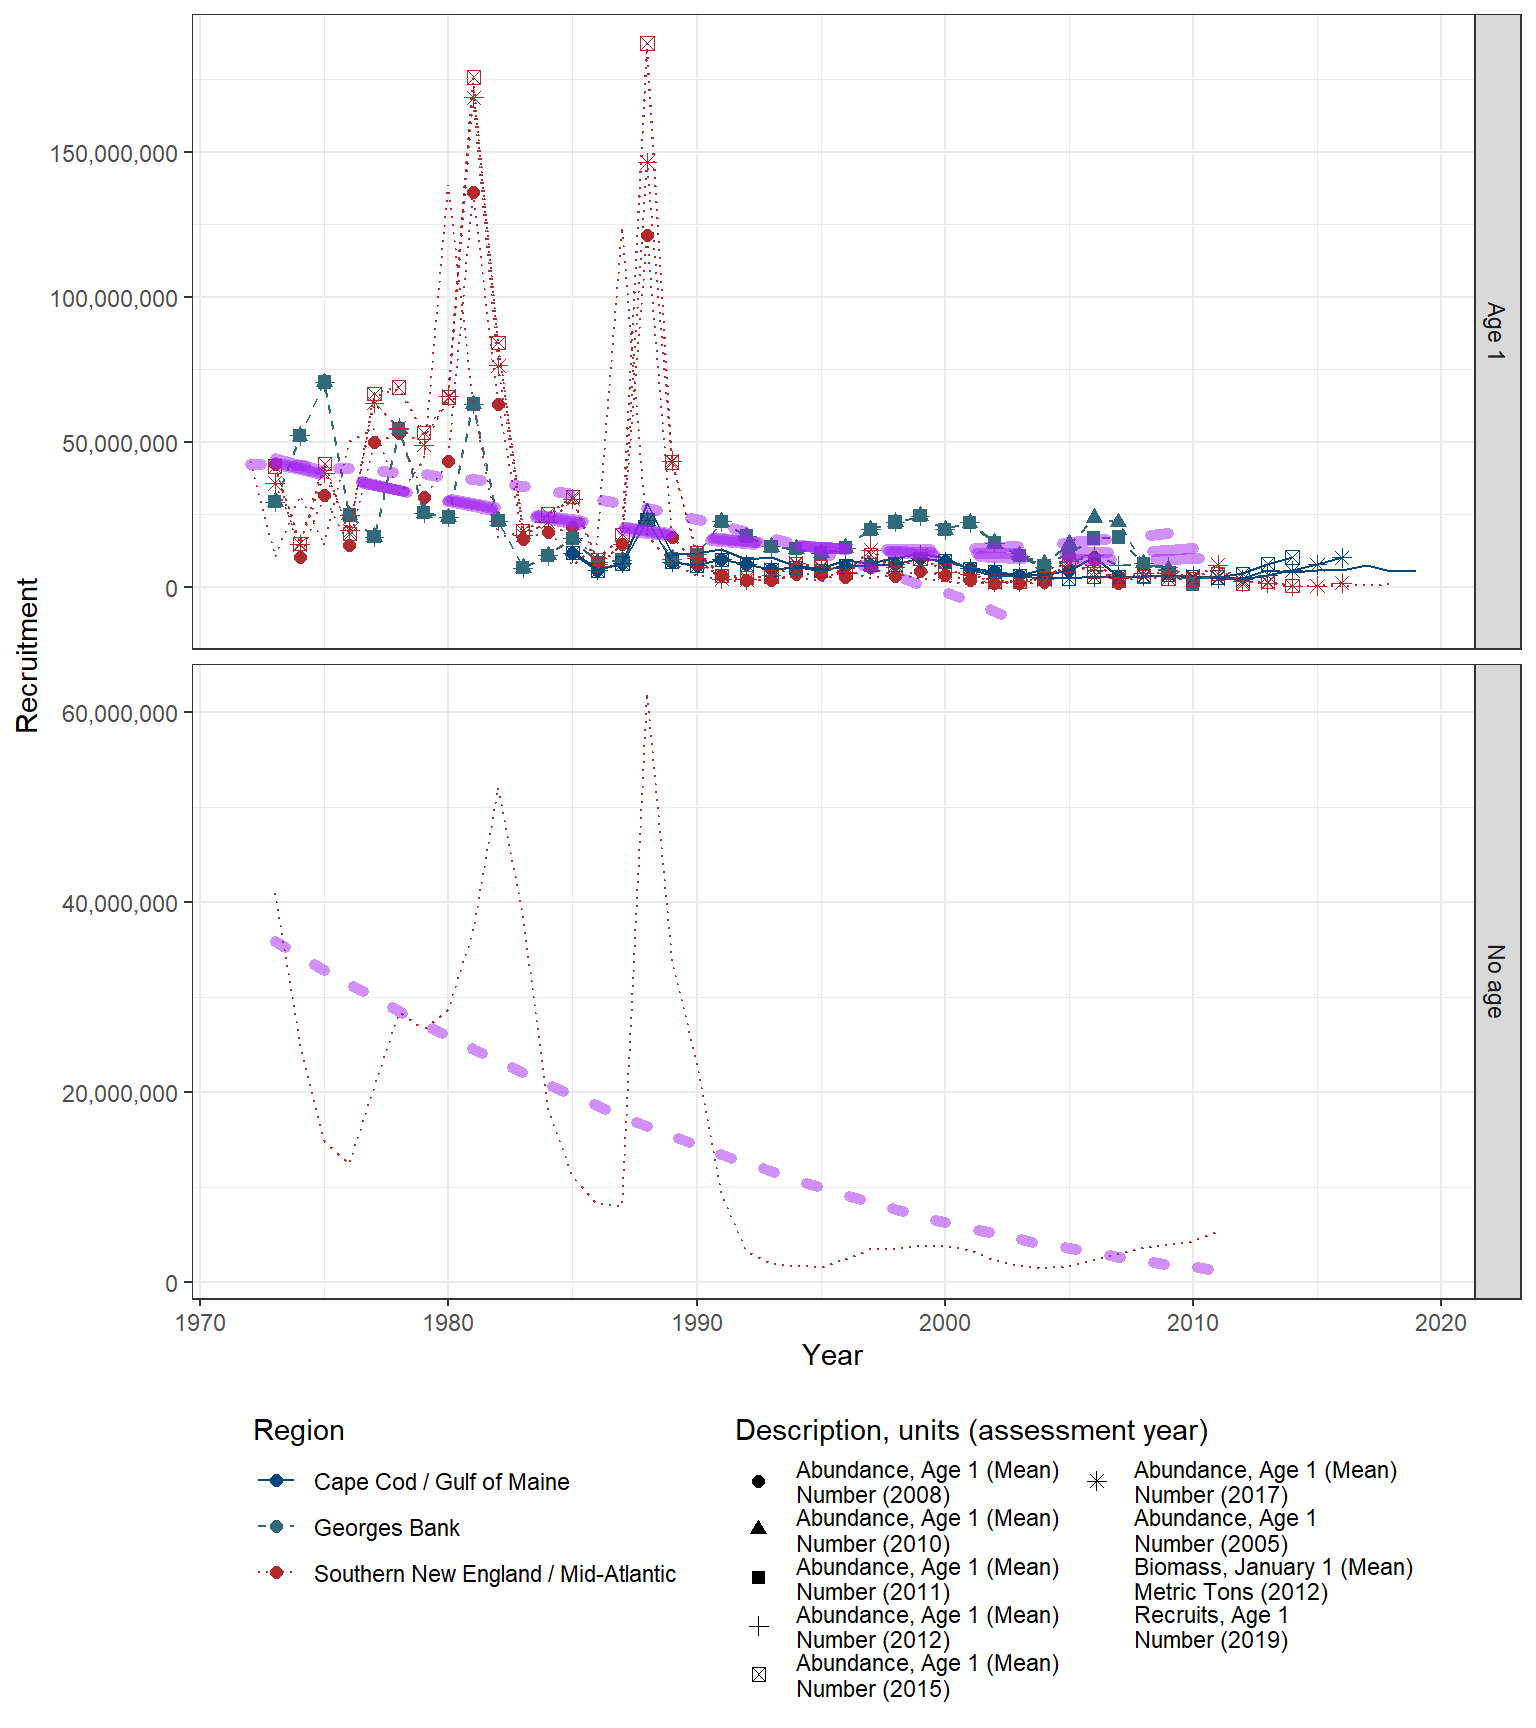 150,000,000
100,000,000
50,000,000
0
Age 1
Recruitment
60,000,000
40,000,000
20,000,000
0
No age
1970 1980 1990 2000 2010 2020
Year
Region
Cape Cod / Gulf of Maine
Georges Bank
Southern New England / Mid-Atlantic
Description, units (assessment year)
Abundance, Age 1 (Mean)
Number (2008)
Abundance, Age 1 (Mean)
Number (2010)
Abundance, Age 1 (Mean)
Number (2011)
Abundance, Age 1 (Mean)
Number (2012)
Abundance, Age 1 (Mean)
Number (2015)
Abundance, Age 1 (Mean)
Number (2017)
Abundance, Age 1
Number (2005)
Biomass, January 1 (Mean)
Metric Tons (2012)
Recruits, Age 1
Number (2019)